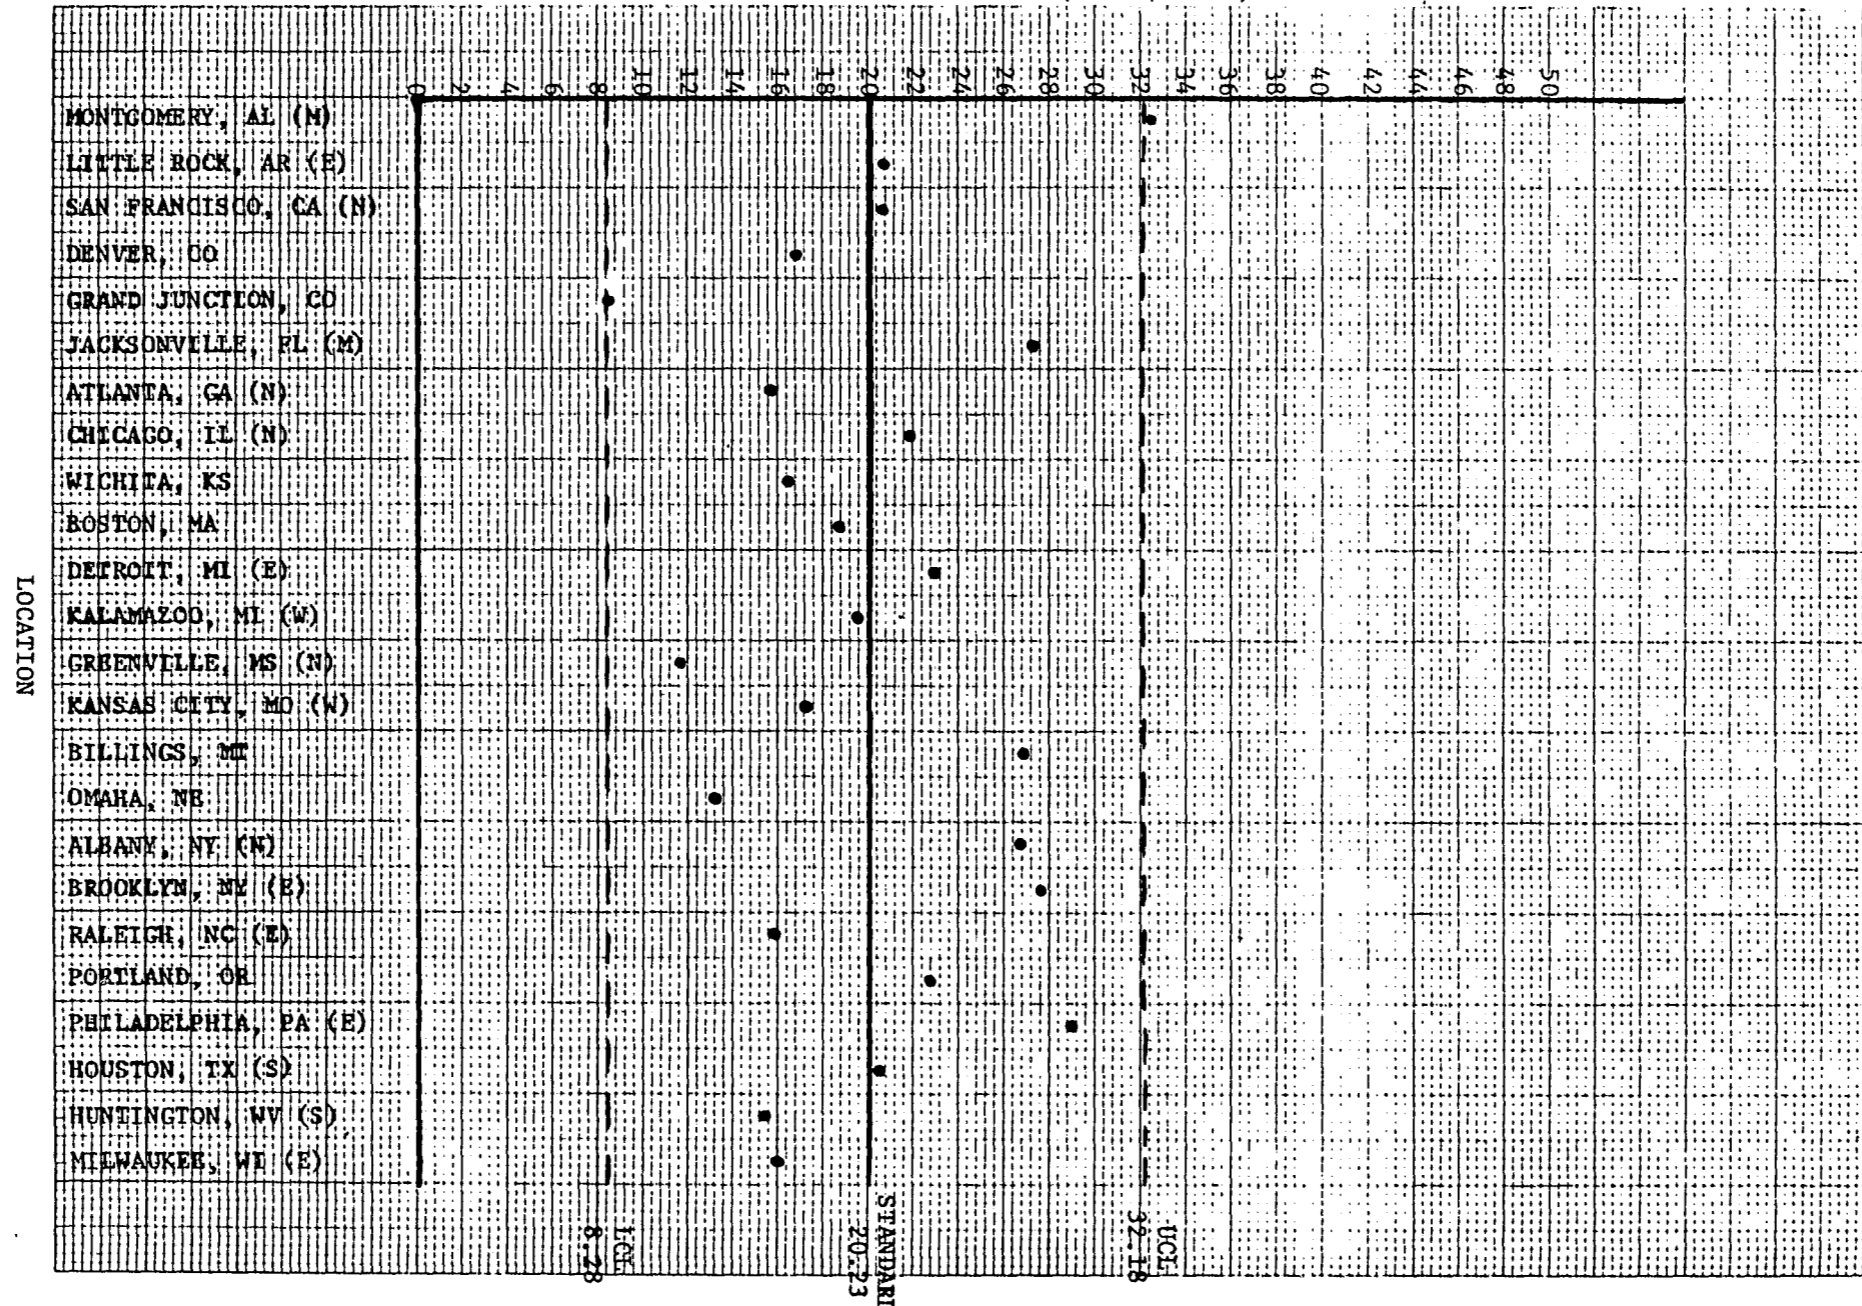 0 2 4 6 8 10 12 14 16 18 20 22 24 26 28 30 32 34 36 38 40 42 44 46 48 50
MONTGOMERY, AL (M)
LITTLE ROCK, AR (E)
SAN FRANCISCO, CA (N)
DENVER, CO
GRAND JUNCTION, CO
JACKSONVILLE, FL (M)
ATLANTA, GA (N)
CHICAGO, IL (N)
WICHITA, KS
BOSTON, MA
DETROIT, MI (E)
KALAMAZOO, MI (W)
GREENVILLE, MS (N)
KANSAS CITY, MO (W)
BILLINGS, MT
OMAHA, NE
ALBANY, NY (N)
BROOKLYN, NY (E)
RALEIGH, NC (E)
PORTLAND, OR
PHILADELPHIA, PA (E)
HOUSTON, TX (S)
HUNTINGTON, WV (S)
MILWAUKEE, WI (E)
LOCATION
LCL
8.28
STANDARD
20.23
UCL
32.18